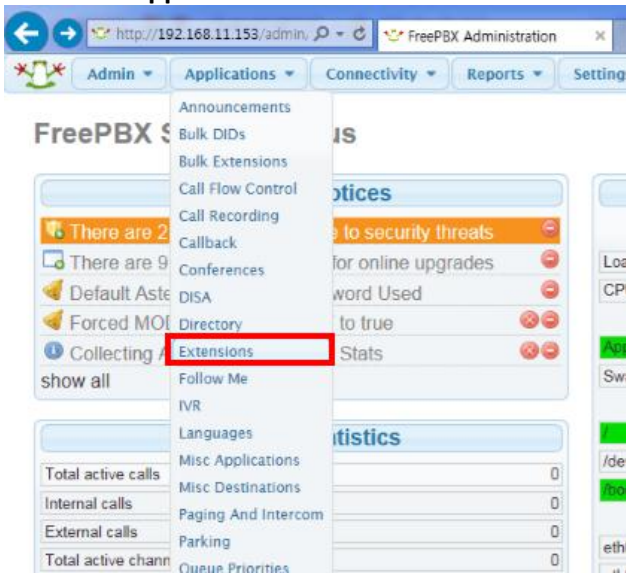 http://192.168.11.153/admin,
FreePBX Administration
Admin
Applications
Connectivity
Reports
Setting
FreePBX S
us
otices
There are 2
e to security threats
There are 9
for online upgrades
Default Aste
word Used
Forced MO
to true
Collecting A
Stats
show all
Announcements
Bulk DIDs
Bulk Extensions
Call Flow Control
Call Recording
Callback
Conferences
DISA
Directory
Extensions
Follow Me
IVR
Languages
Misc Applications
Misc Destinations
Paging And Intercom
Parking
Queue Priorities
tistics
Total active calls 0
Internal calls 0
External calls 0
Total active chann 0
Loa
CPU
App
Swa
/
/de
/bo
eth